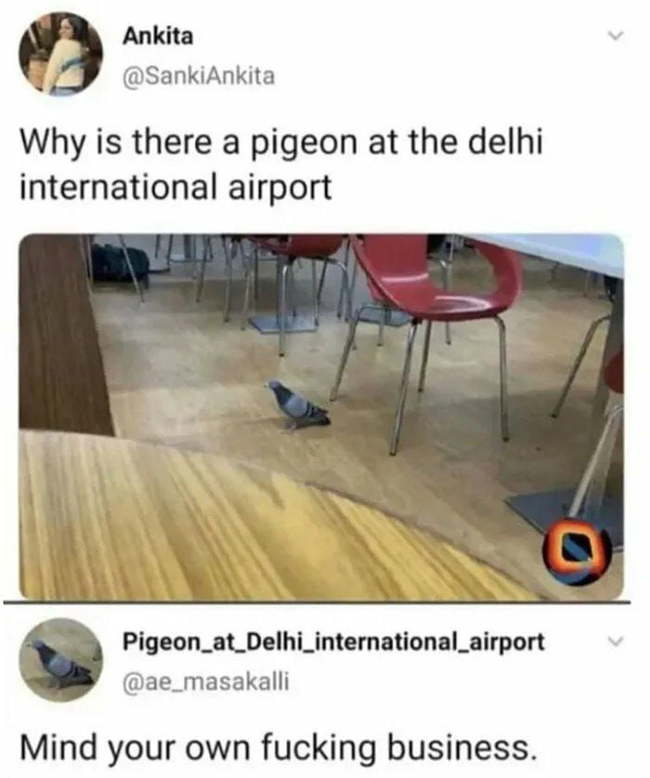 Ankita
@SankiAnkita
Why is there a pigeon at the delhi
international airport
Pigeon_at_Delhi_international_airport
@ae_masakalli
Mind your own fucking business.